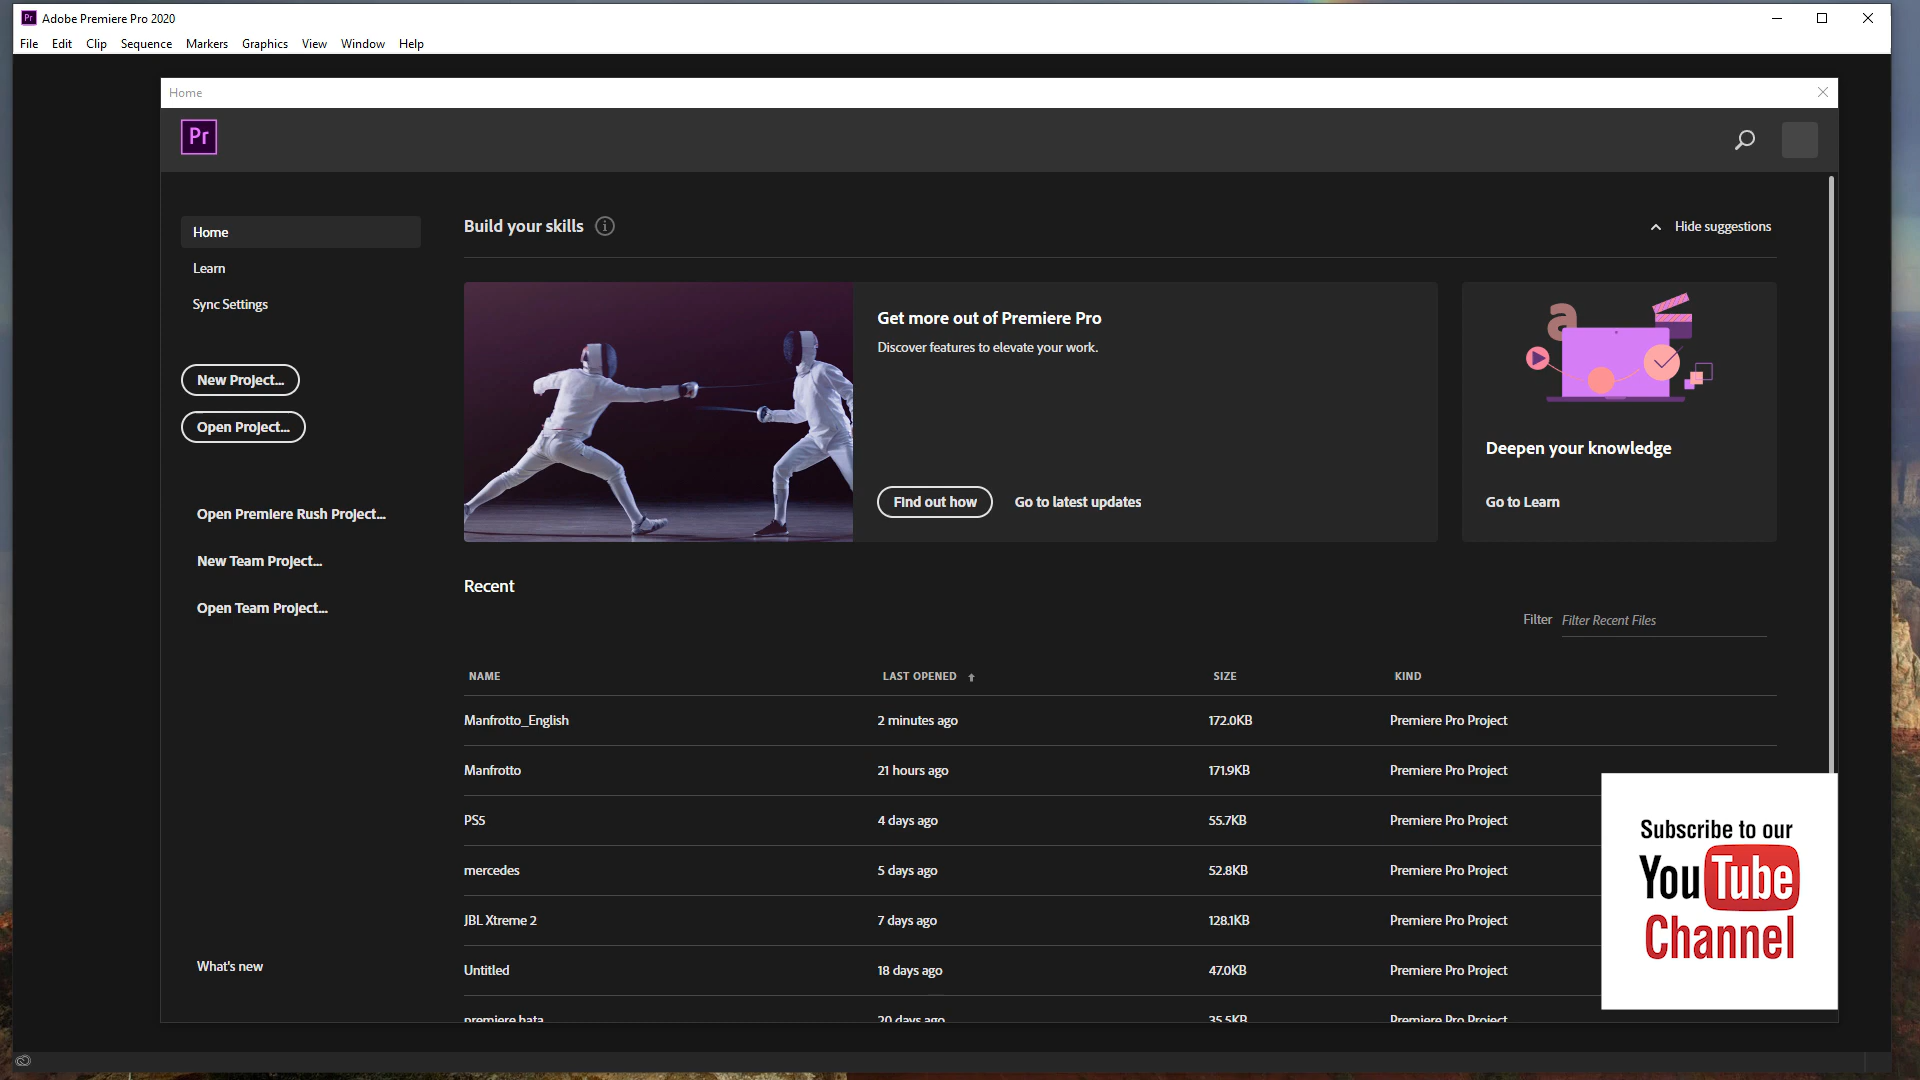 Pr Adobe Premiere Pro 2020
File Edit Clip Sequence Markers Graphics View Window Help
Home
Pr
Home
Learn
Sync Settings
New Project...
Open Project...
Open Premiere Rush Project...
New Team Project...
Open Team Project...
What's new
Build your skills
Hide suggestions
Get more out of Premiere Pro
Discover features to elevate your work.
Find out how Go to latest updates
a
Deepen your knowledge
Go to Learn
Recent
Filter Filter Recent Files
NAME LAST OPENED SIZE KIND
Manfrotto_English 2 minutes ago 172.0KB Premiere Pro Project
Manfrotto 21 hours ago 171.9KB Premiere Pro Project
PS5 4 days ago 55.7KB Premiere Pro Project
mercedes 5 days ago 52.8KB Premiere Pro Project
JBL Xtreme 2 7 days ago 128.1KB Premiere Pro Project
Untitled 18 days ago 47.0KB Premiere Pro Project
premiere bata 20 days ago 35.5KB Premiere Pro Project
Subscribe to our
YouTube
Channel